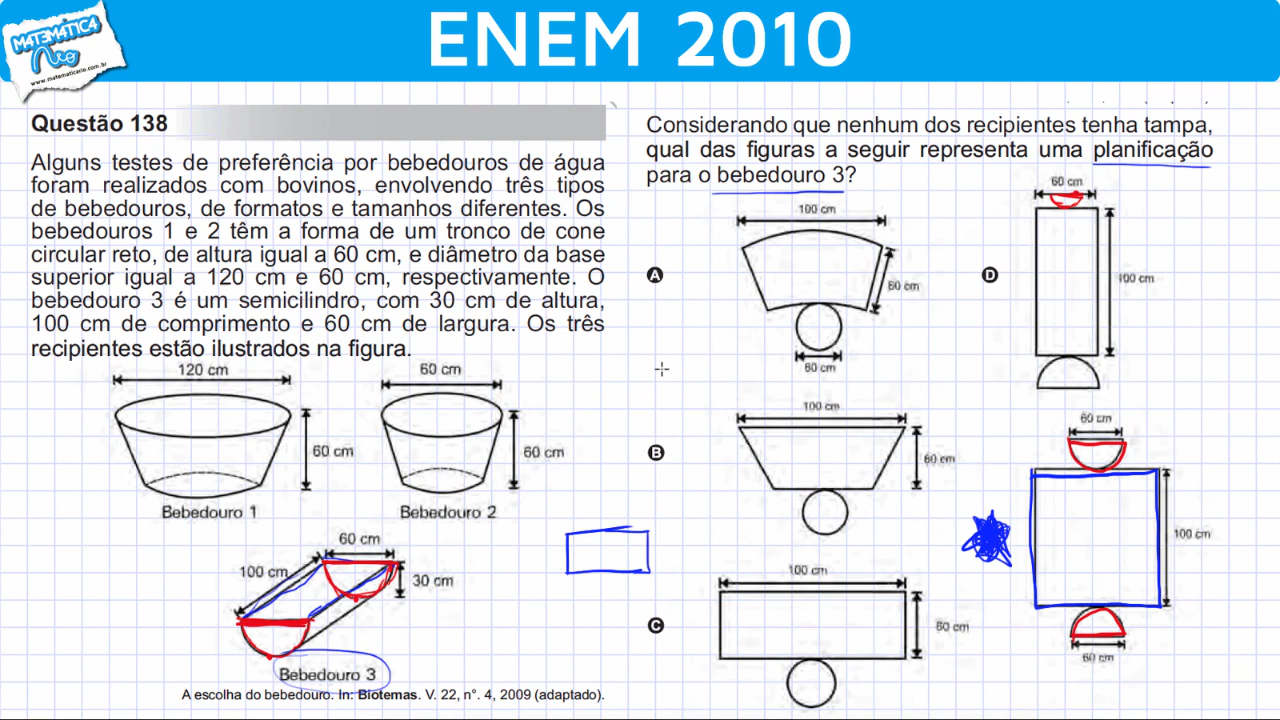 MATEMÁTICA
Rio
www.matematicario.com.br
ENEM 2010
Questão 138
Alguns testes de preferência por bebedouros de água
foram realizados com bovinos, envolvendo três tipos
de bebedouros, de formatos e tamanhos diferentes. Os
bebedouros 1 e 2 têm a forma de um tronco de cone
circular reto, de altura igual a 60 cm, e diâmetro da base
superior igual a 120 cm e 60 cm, respectivamente. O
bebedouro 3 é um semicilindro, com 30 cm de altura,
100 cm de comprimento e 60 cm de largura. Os três
recipientes estão ilustrados na figura.
120 cm
60 cm
60 cm
60 cm
Bebedouro 1
Bebedouro 2
60 cm
100 cm
30 cm
Bebedouro 3
A escolha do bebedouro. In: Biotemas. V. 22, n°. 4, 2009 (adaptado).
Considerando que nenhum dos recipientes tenha tampa,
qual das figuras a seguir representa uma planificação
para o bebedouro 3?
A
100 cm
60 cm
60 cm
B
100 cm
60 cm
C
100 cm
60 cm
D
60 cm
100 cm
60 cm
100 cm
60 cm